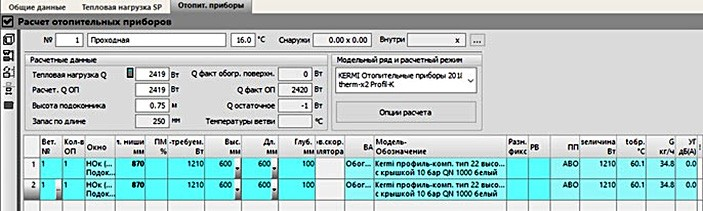 Общие данные Тепловая нагрузка SP Отопит. приборы
Расчет отопительных приборов
№ 1 Проходная 16.0 °C Снаружи 0.00 x 0.00 Внутри x ...
Расчетные данные Модельный ряд и расчетный режим
Тепловая нагрузка Q 2419 Вт Q факт обогр. поверхн. 0 Вт
KERMI Отопительные приборы 2018
therm-x2 Profil-K
Расчет. Q ОП 2419 Вт Q факт ОП 2420 Вт
Высота подоконника 0.75 м Q остаточное -1 Вт
Запас по длине 250 мм Температуры ветви °C
Опции расчета
Вет. № Кол-в ОП Окно л. ниши мм ПМ % -требуем. Вт Выс. мм Дл. мм Глуб. мм ив.скор. ВА Модель- Обозначение Разм. фикс РВ ПП величина Вт tобр. °C G кг/ч УГ дБ(А)
1 1 1 НОк (... Подок... 870 1210 600 600 100 Обог... Kermi профиль-комп. тип 22 высо... с крышкой 10 бар QN 1000 белый АВО 1210 60.1 34.8 0.0
2 1 1 НОк (... Подок... 870 1210 600 600 100 Обог... Kermi профиль-комп. тип 22 высо... с крышкой 10 бар QN 1000 белый АВО 1210 60.1 34.8 0.0